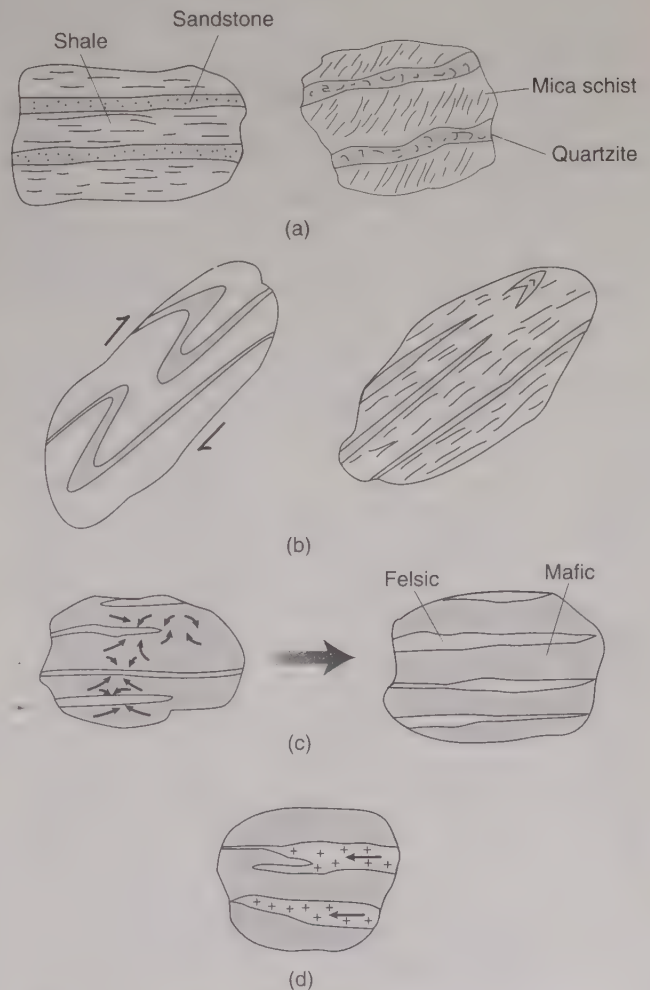 Sandstone
Shale
Mica schist
Quartzite
(a)
(b)
Felsic
Mafic
(c)
(d)